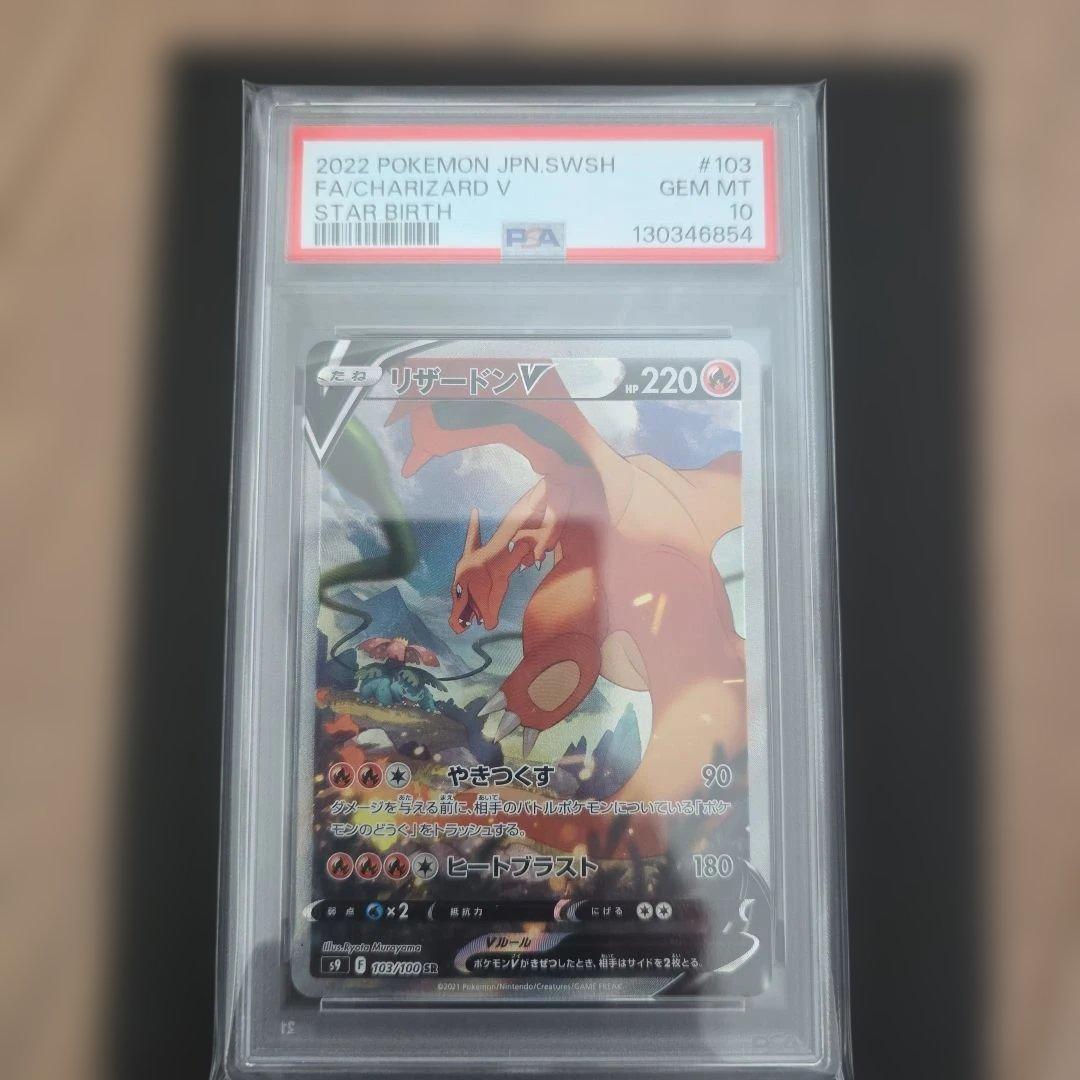 2022 POKEMON JPN.SWSH #103
FA/CHARIZARD V GEM MT
STAR BIRTH 10
PSA 130346854
たね リザードンV HP 220
やきつくす 90
ダメージを与える前に、相手のバトルポケモンについている「ポケ
モンのどうぐ」をトラッシュする。
ヒートブラスト 180
弱点 ×2 抵抗力 にげる
Illus.Ryota Murayama
Vルール
s9 F 103/100 SR ポケモンVがきぜつしたとき、相手はサイドを2枚とる。
©2021 Pokémon/Nintendo/Creatures/GAME FREAK
21 PSA